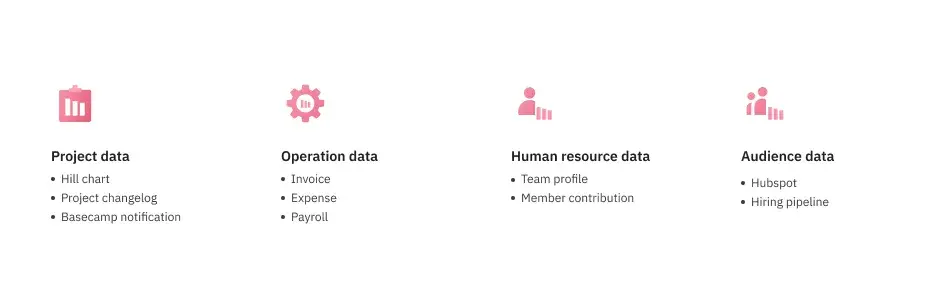 Project data
• Hill chart
• Project changelog
• Basecamp notification
Operation data
• Invoice
• Expense
• Payroll
Human resource data
• Team profile
• Member contribution
Audience data
• Hubspot
• Hiring pipeline